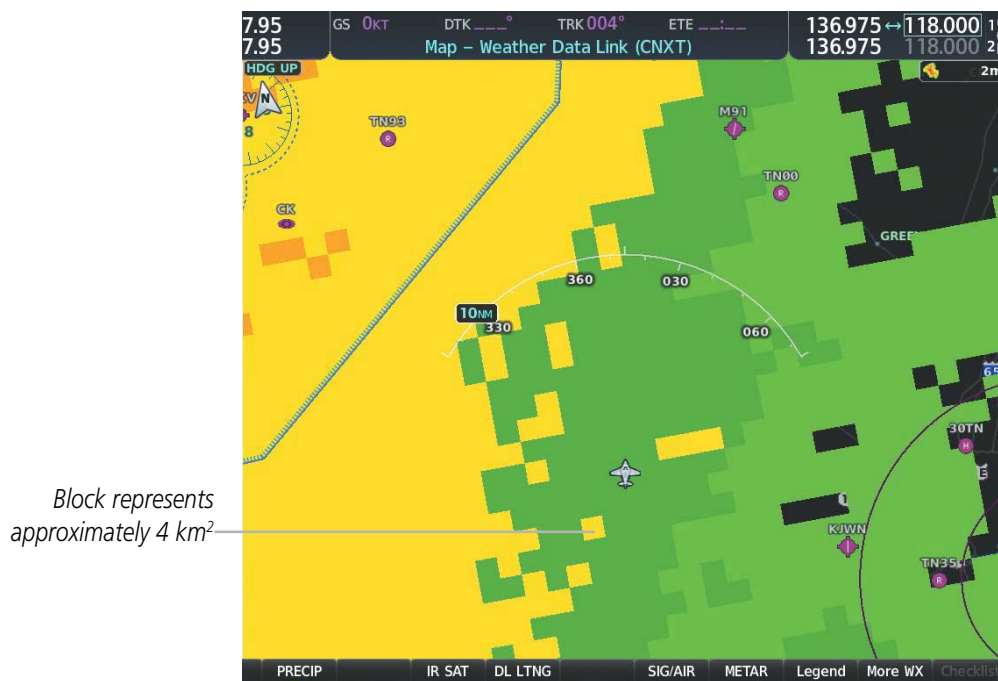 7.95 GS 0KT DTK ___° TRK 004° ETE __:__ 136.975 ↔ 118.000
7.95 Map – Weather Data Link (CNXT) 136.975 118.000
HDG UP
N
8
TN93
M91
TN00
CK
GREE
360
030
10NM
330
060
65
30TN
E
Block represents
approximately 4 km²
1
KJWN
TN35
PRECIP IR SAT DL LTNG SIG/AIR METAR Legend More WX Checklist